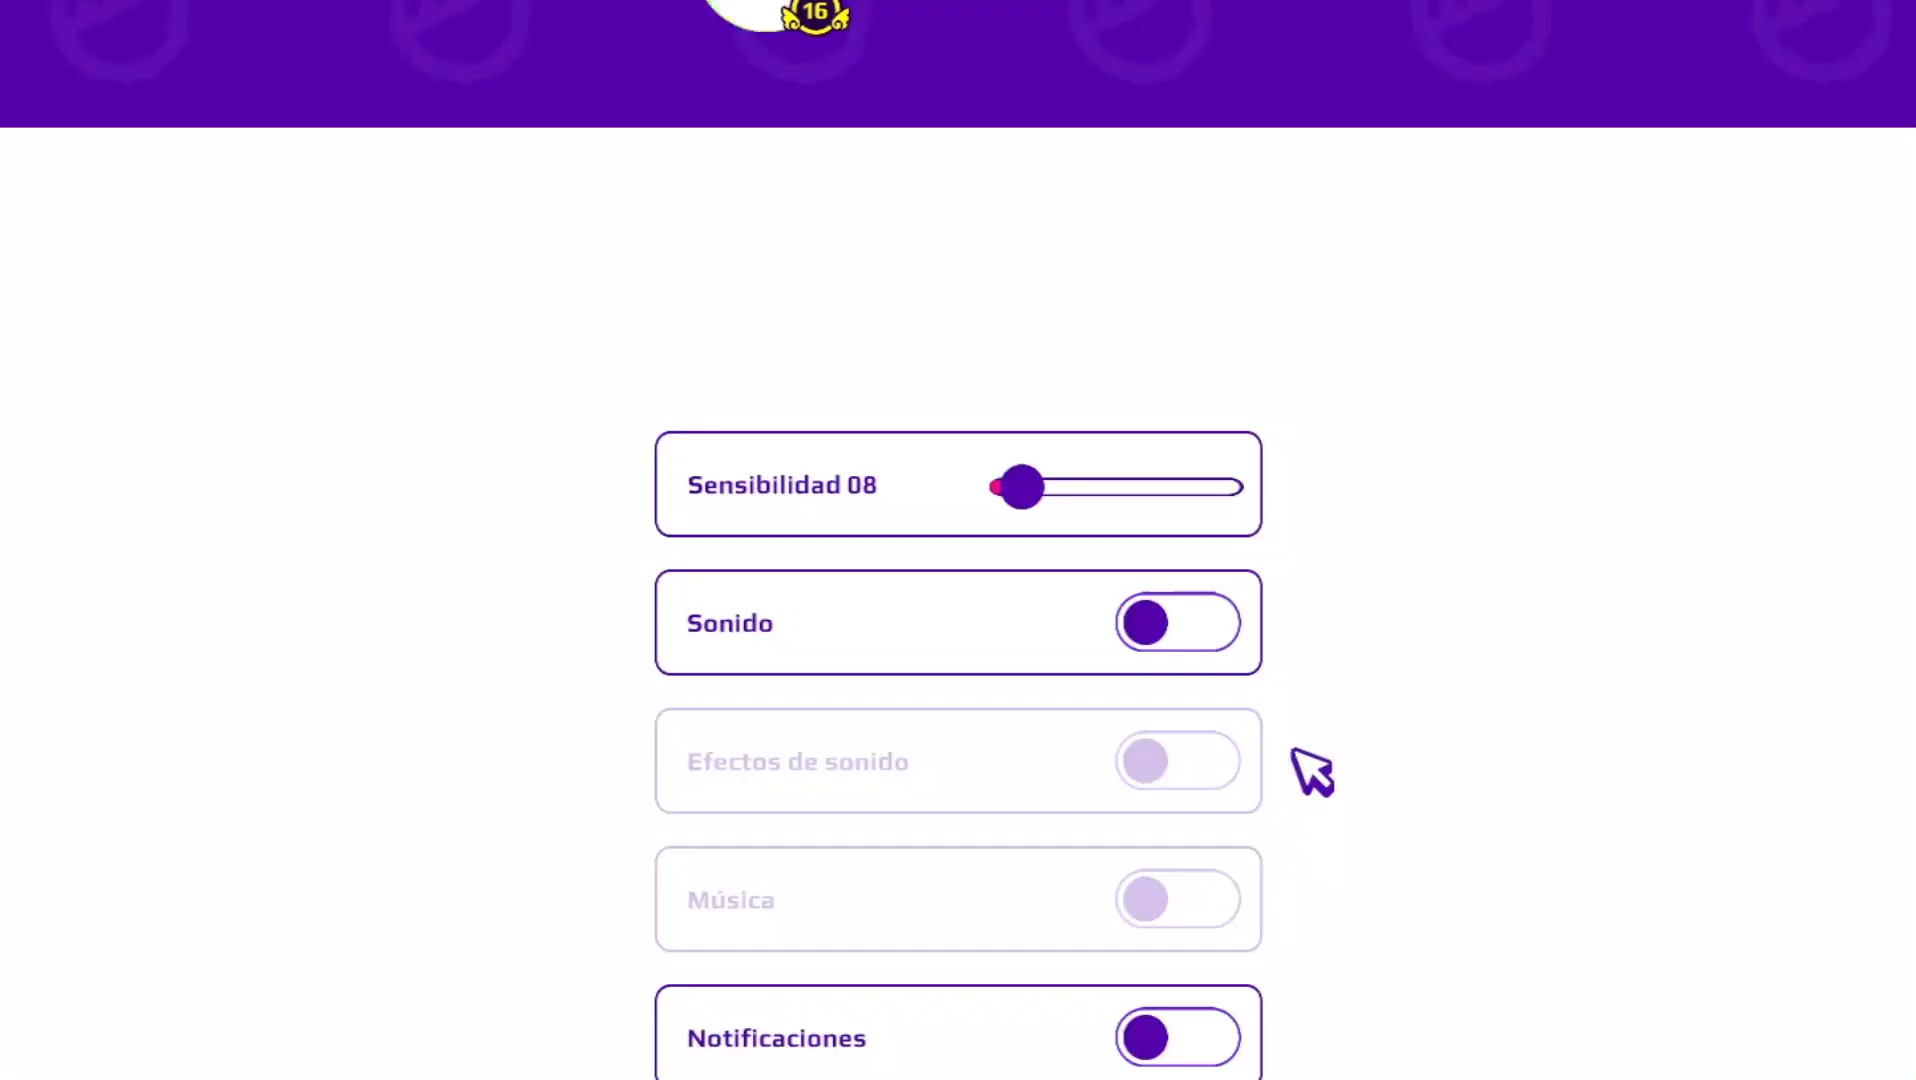 16
Sensibilidad 08
Sonido
Efectos de sonido
Música
Notificaciones